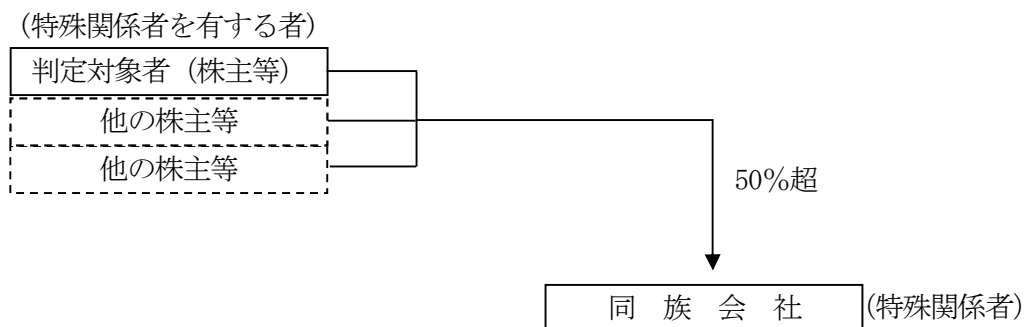 (特殊関係者を有する者)
判定対象者（株主等）
他の株主等
他の株主等
50％超
同　族　会　社
(特殊関係者)